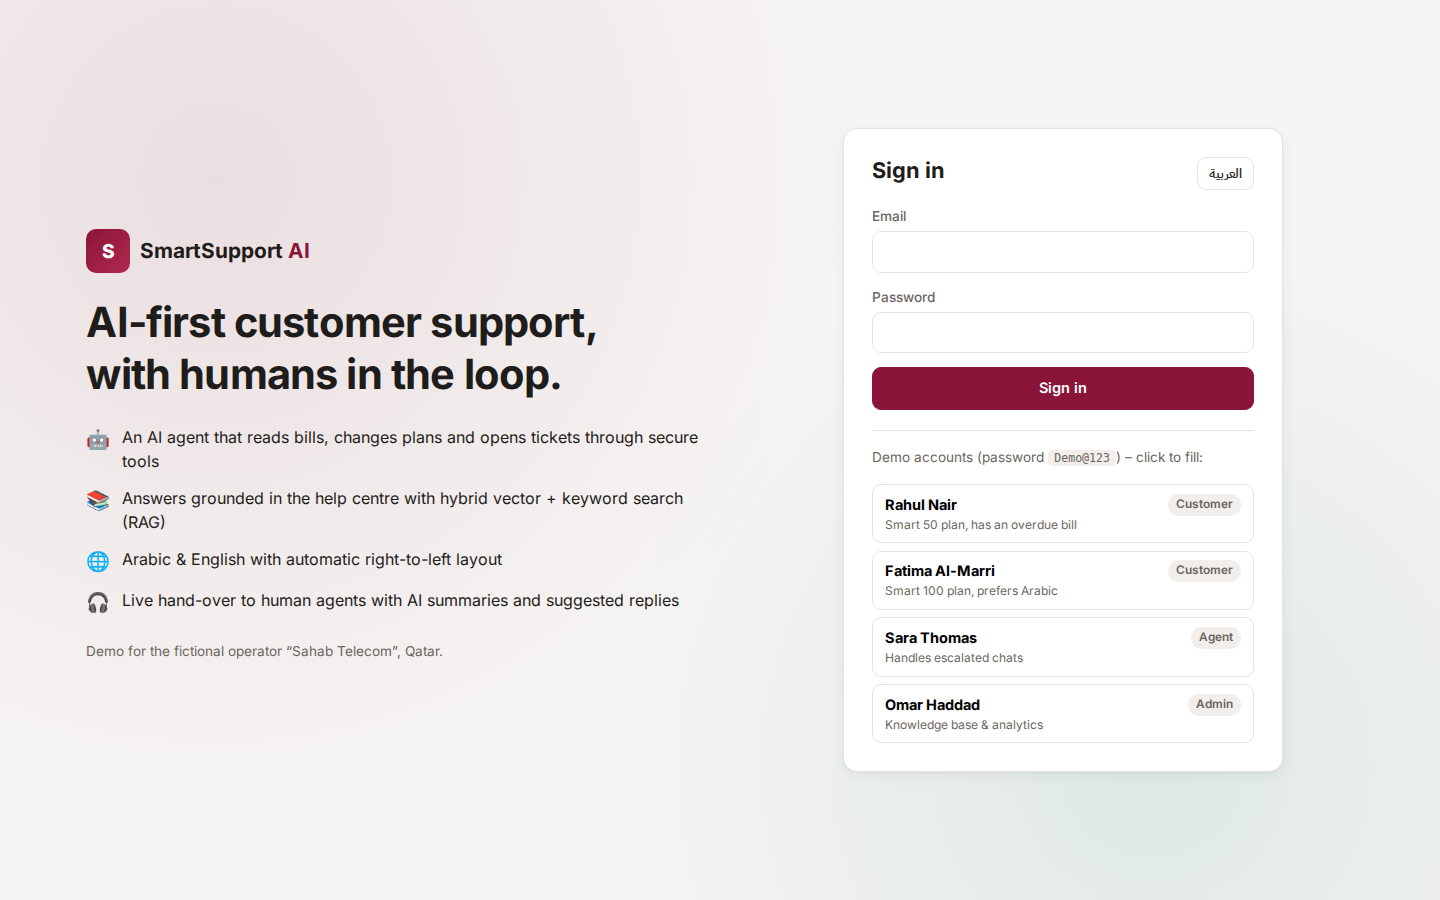 S
SmartSupport AI
AI-first customer support,
with humans in the loop.
An AI agent that reads bills, changes plans and opens tickets through secure
tools
Answers grounded in the help centre with hybrid vector + keyword search
(RAG)
Arabic & English with automatic right-to-left layout
Live hand-over to human agents with AI summaries and suggested replies
Demo for the fictional operator “Sahab Telecom”, Qatar.
Sign in
العربية
Email
Password
Sign in
Demo accounts (password Demo@123) – click to fill:
Rahul Nair Customer
Smart 50 plan, has an overdue bill
Fatima Al-Marri Customer
Smart 100 plan, prefers Arabic
Sara Thomas Agent
Handles escalated chats
Omar Haddad Admin
Knowledge base & analytics